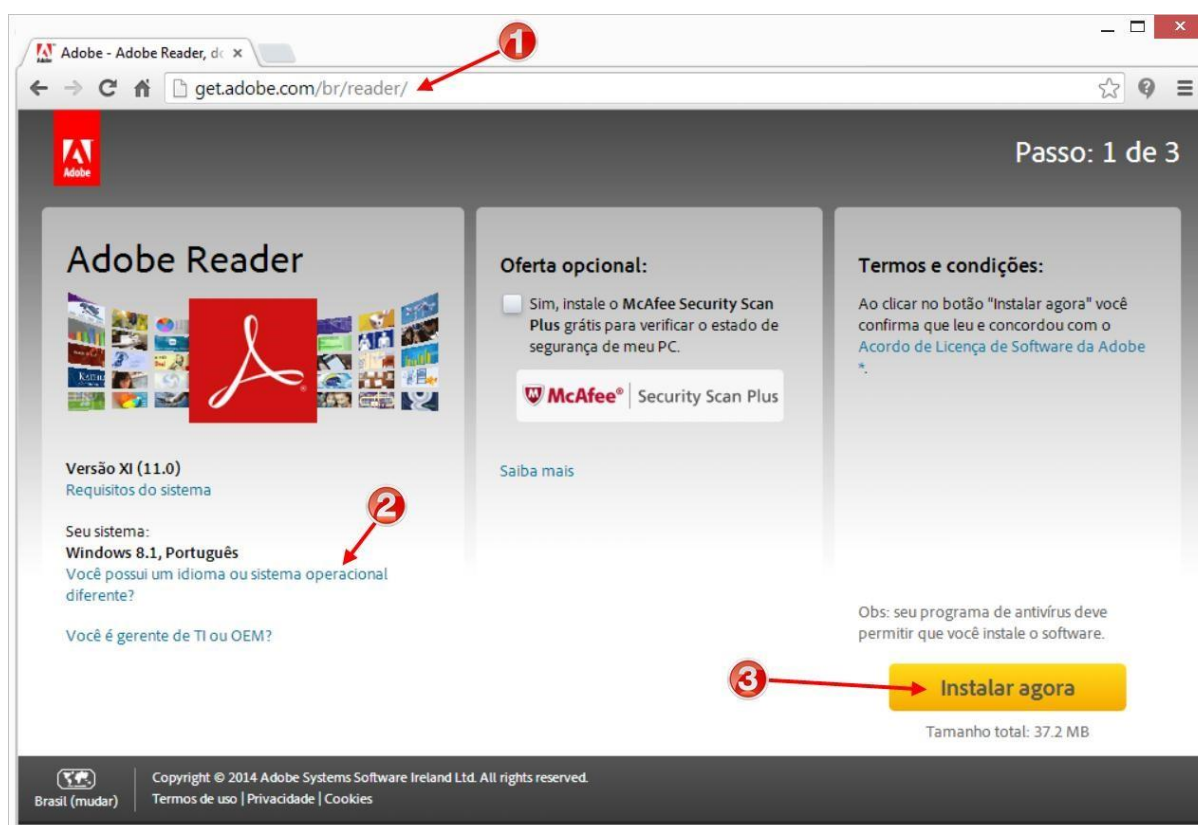 Adobe - Adobe Reader, do
1
get.adobe.com/br/reader/
Adobe
Passo: 1 de 3
Adobe Reader
Versão XI (11.0)
Requisitos do sistema
2
Seu sistema:
Windows 8.1, Português
Você possui um idioma ou sistema operacional
diferente?
Você é gerente de TI ou OEM?
Oferta opcional:
Sim, instale o McAfee Security Scan
Plus grátis para verificar o estado de
segurança de meu PC.
McAfee® | Security Scan Plus
Saiba mais
Termos e condições:
Ao clicar no botão "Instalar agora" você
confirma que leu e concordou com o
Acordo de Licença de Software da Adobe
*.
Obs: seu programa de antivírus deve
permitir que você instale o software.
3
Instalar agora
Tamanho total: 37.2 MB
Brasil (mudar)
Copyright © 2014 Adobe Systems Software Ireland Ltd. All rights reserved.
Termos de uso | Privacidade | Cookies